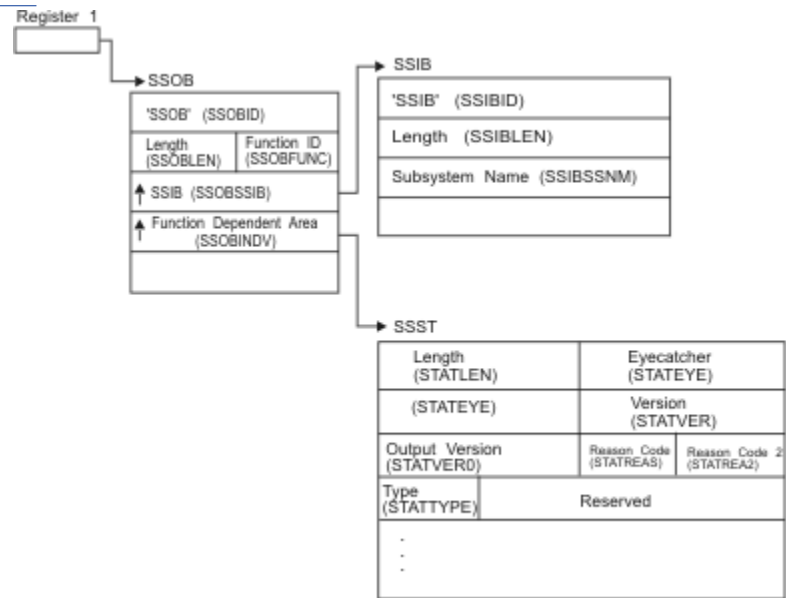 Register 1
SSOB
'SSOB' (SSOBID)
Length
(SSOBLEN)
Function ID
(SSOBFUNC)
SSIB (SSOBSSIB)
Function Dependent Area
(SSOBINDV)
SSIB
'SSIB' (SSIBID)
Length (SSIBLEN)
Subsystem Name (SSIBSSNM)
SSST
Length
(STATLEN)
Eyecatcher
(STATEYE)
(STATEYE)
Version
(STATVER)
Output Version
(STATVER0)
Reason Code
(STATREAS)
Reason Code 2
(STATREA2)
Type
(STATTYPE)
Reserved
.
.
.